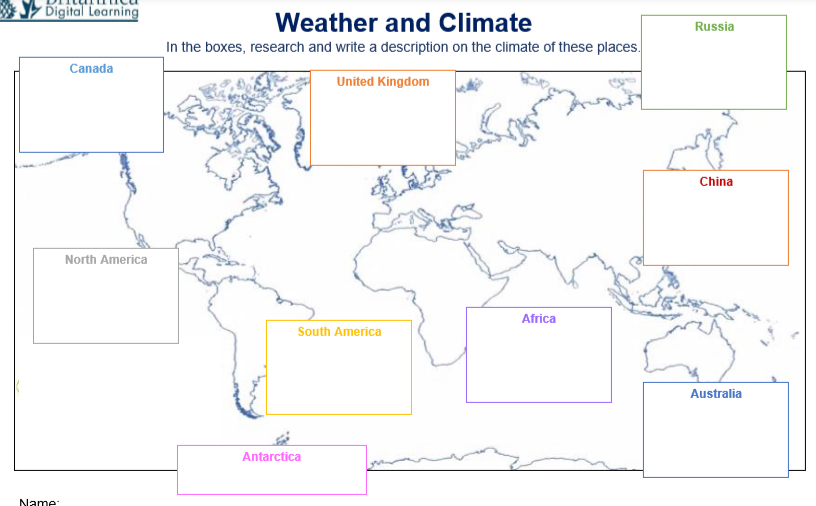 Britannica
Digital Learning
Weather and Climate
In the boxes, research and write a description on the climate of these places.
Russia
Canada
United Kingdom
China
North America
South America
Africa
Australia
Antarctica
Name: